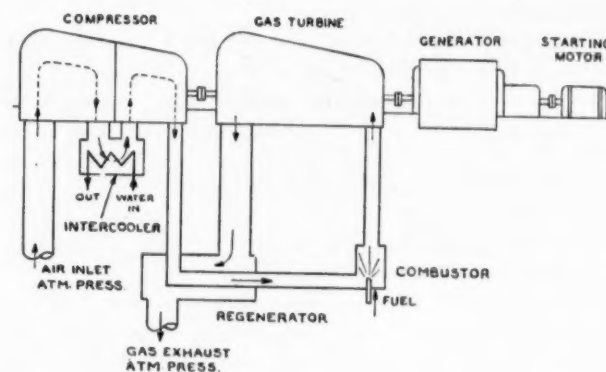 COMPRESSOR
GAS TURBINE
GENERATOR
STARTING
MOTOR
OUT
WATER
IN
INTERCOOLER
AIR INLET
ATM. PRESS.
COMBUSTOR
FUEL
REGENERATOR
GAS EXHAUST
ATM. PRESS.